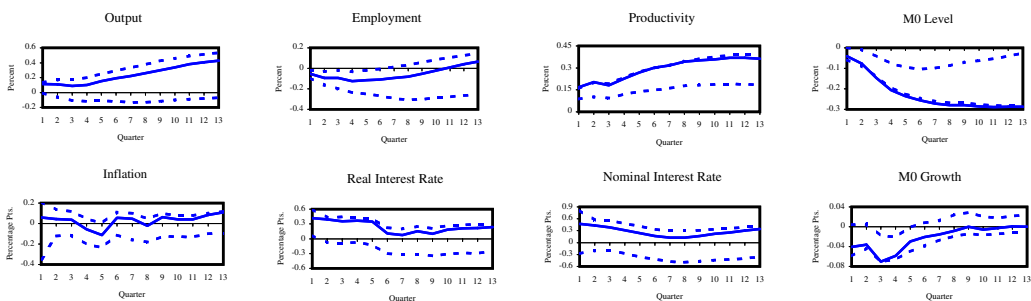 Output
Percent
0.6
0.4
0.2
0
-0.2
1 2 3 4 5 6 7 8 9 10 11 12 13
Quarter
Employment
Percent
0.2
0
-0.2
-0.4
1 2 3 4 5 6 7 8 9 10 11 12 13
Quarter
Productivity
Percent
0.45
0.3
0.15
0
1 2 3 4 5 6 7 8 9 10 11 12 13
Quarter
M0 Level
Percent
0
-0.1
-0.2
-0.3
1 2 3 4 5 6 7 8 9 10 11 12 13
Quarter
Inflation
Percentage Pts.
0.2
0
-0.2
-0.4
1 2 3 4 5 6 7 8 9 10 11 12 13
Quarter
Real Interest Rate
Percentage Pts.
0.6
0.3
0
-0.3
-0.6
1 2 3 4 5 6 7 8 9 10 11 12 13
Quarter
Nominal Interest Rate
Percentage Pts.
0.9
0.6
0.3
0
-0.3
-0.6
1 2 3 4 5 6 7 8 9 10 11 12 13
Quarter
M0 Growth
Percentage Pts.
0.04
0
-0.04
-0.08
1 2 3 4 5 6 7 8 9 10 11 12 13
Quarter